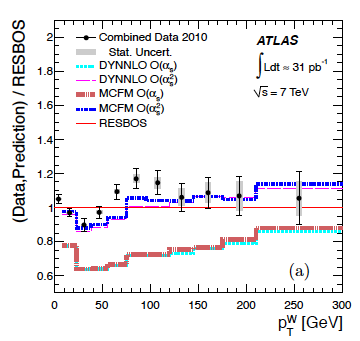 (Data,Prediction) / RESBOS
2
1.8
1.6
1.4
1.2
1
0.8
0.6
Combined Data 2010
Stat. Uncert.
DYNNLO O(αs)
DYNNLO O(αs²)
MCFM O(αs)
MCFM O(αs²)
RESBOS
ATLAS
∫Ldt ≈ 31 pb⁻¹
√s = 7 TeV
(a)
0 50 100 150 200 250 300
pTW [GeV]